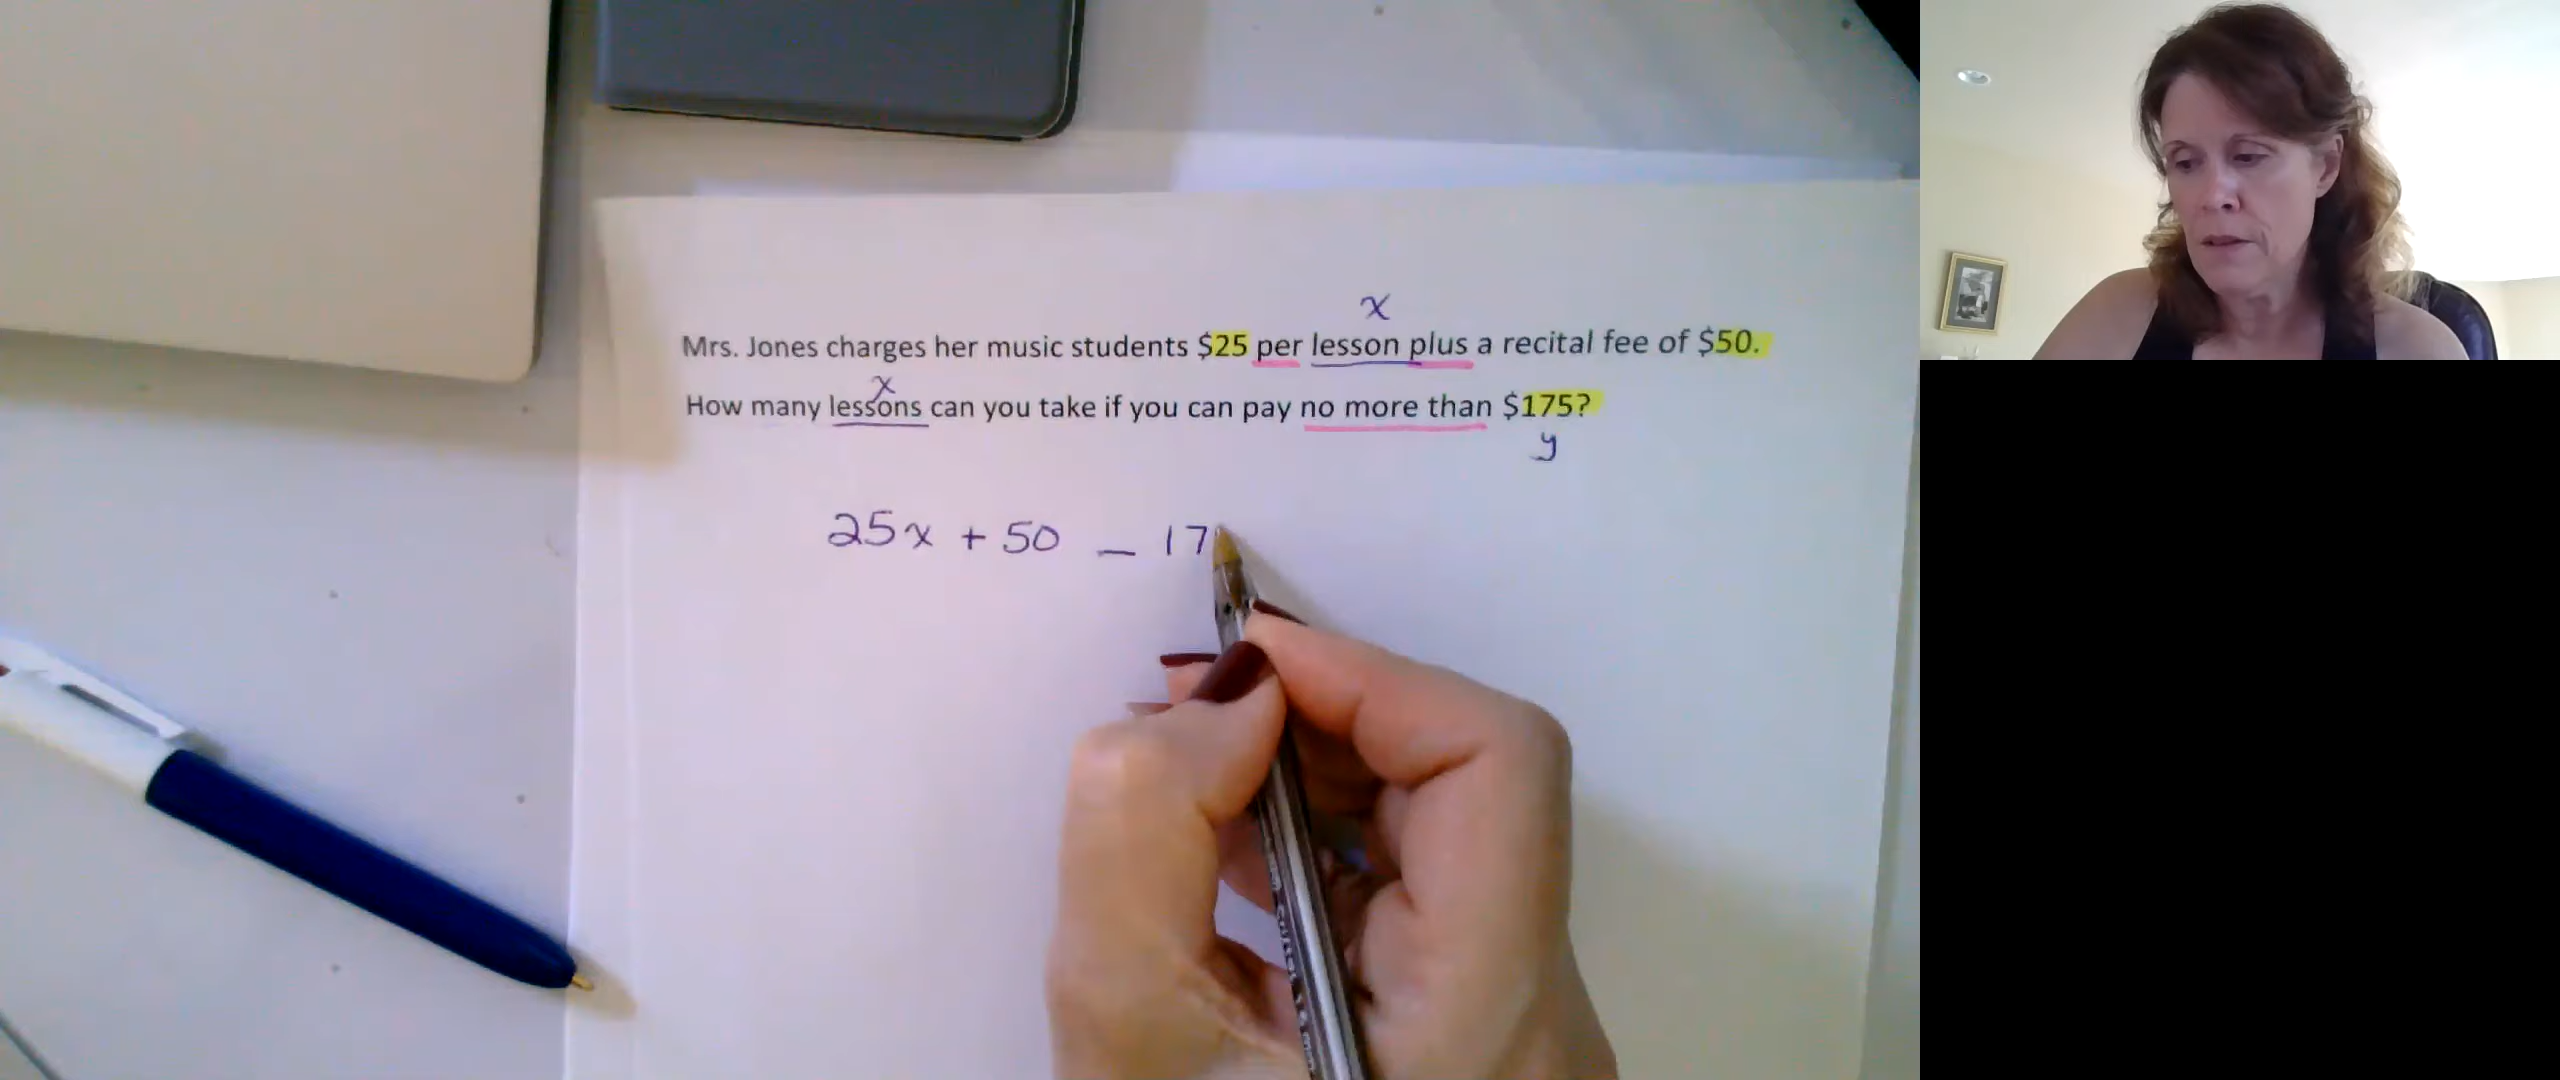 x
Mrs. Jones charges her music students $25 per lesson plus a recital fee of $50.
x
How many lessons can you take if you can pay no more than $175?
y
25x + 50 _ 17